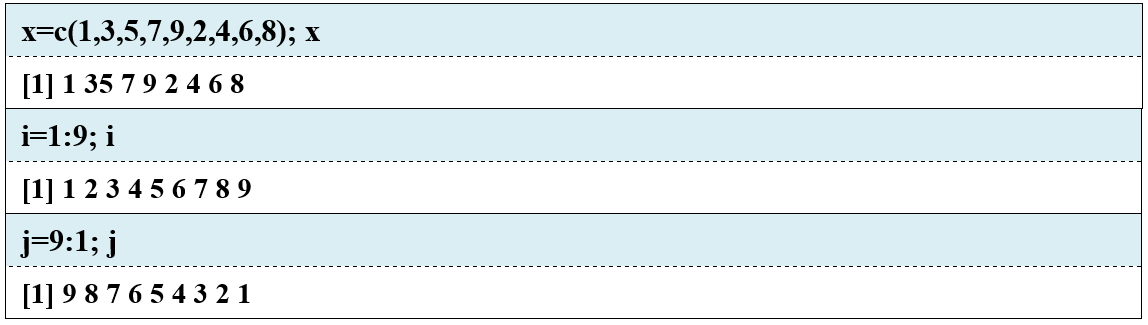 x=c(1,3,5,7,9,2,4,6,8); x
[1] 1 35 7 9 2 4 6 8
i=1:9; i
[1] 1 2 3 4 5 6 7 8 9
j=9:1; j
[1] 9 8 7 6 5 4 3 2 1